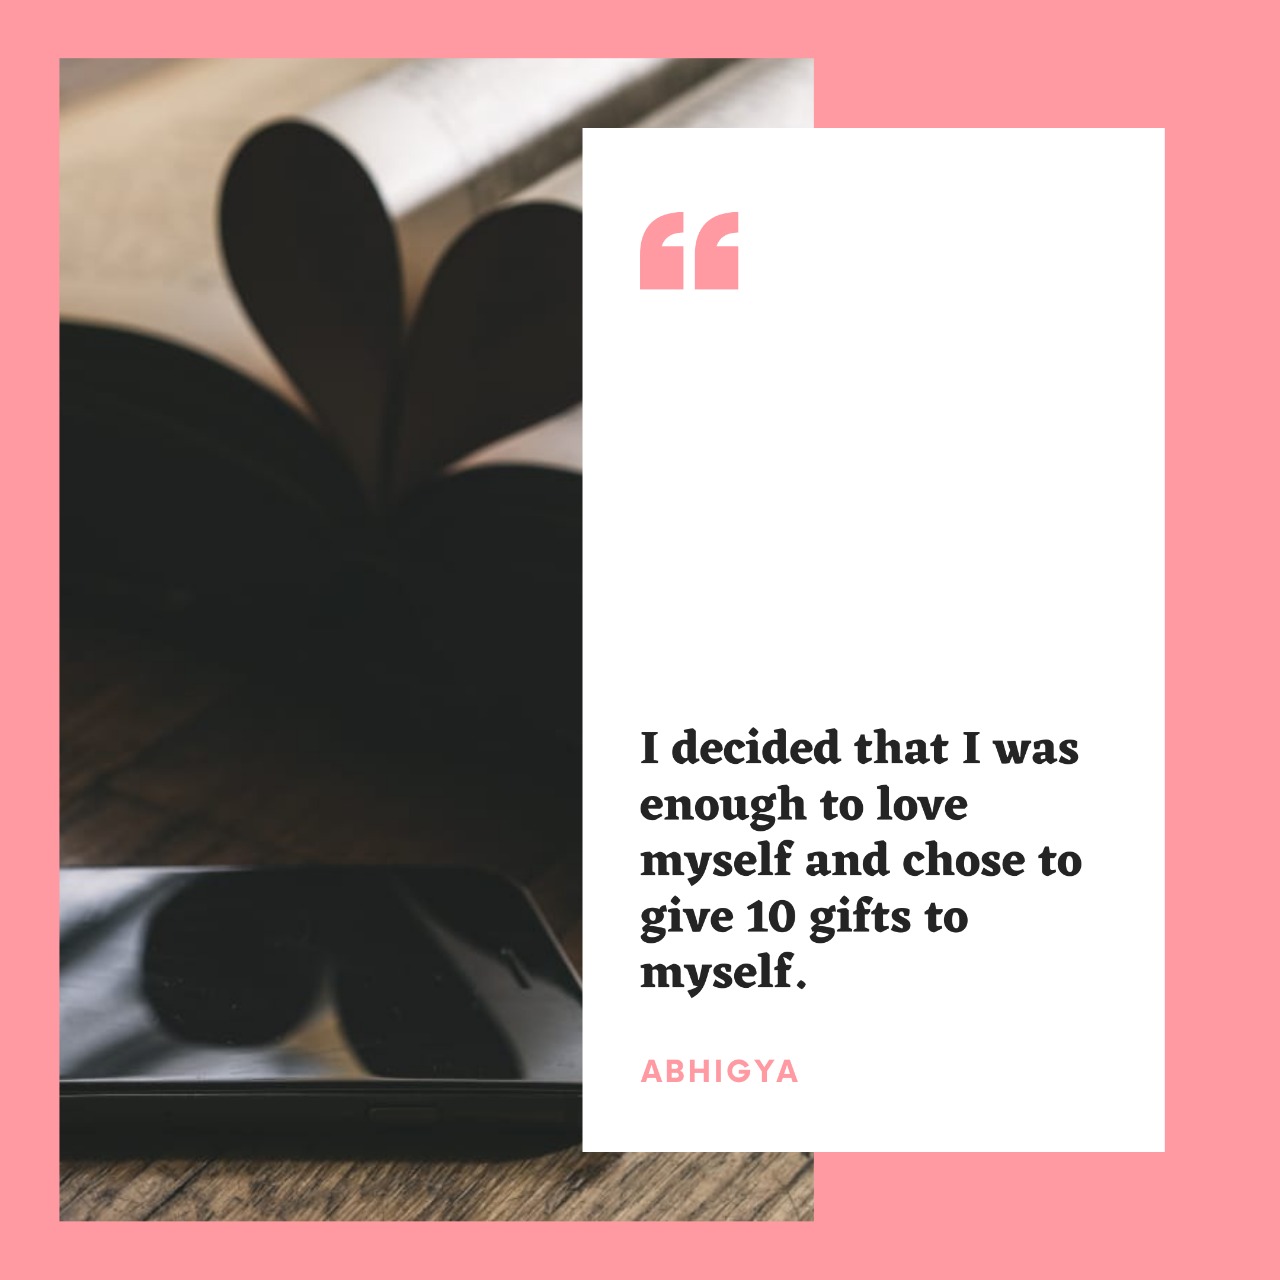 “
I decided that I was
enough to love
myself and chose to
give 10 gifts to
myself.
ABHIGYA